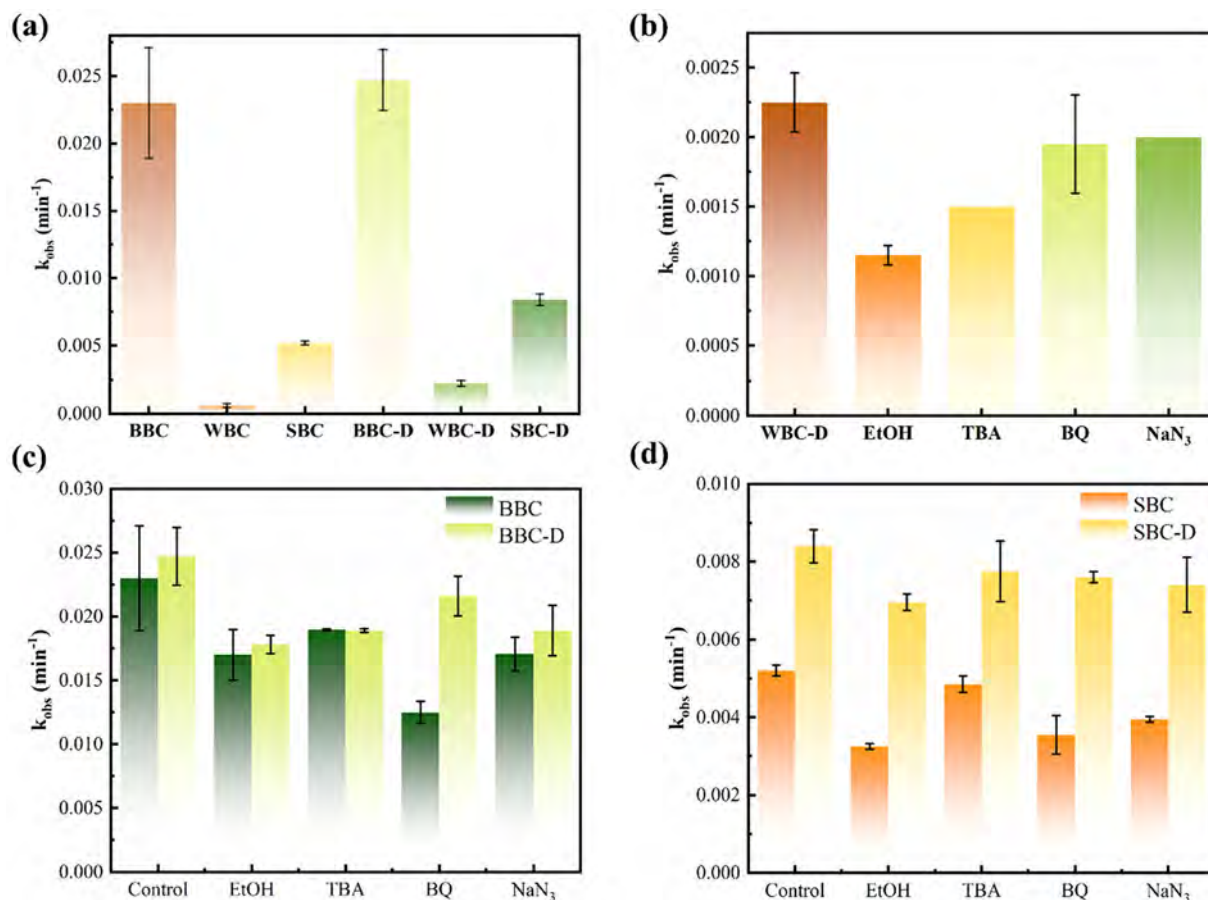 (a)
0.025
0.020
0.015
0.010
0.005
0.000
k_obs (min⁻¹)
BBC WBC SBC BBC-D WBC-D SBC-D
(b)
0.0025
0.0020
0.0015
0.0010
0.0005
0.0000
k_obs (min⁻¹)
WBC-D EtOH TBA BQ NaN₃
(c)
0.030
0.025
0.020
0.015
0.010
0.005
0.000
k_obs (min⁻¹)
BBC
BBC-D
Control EtOH TBA BQ NaN₃
(d)
0.010
0.008
0.006
0.004
0.002
0.000
k_obs (min⁻¹)
SBC
SBC-D
Control EtOH TBA BQ NaN₃